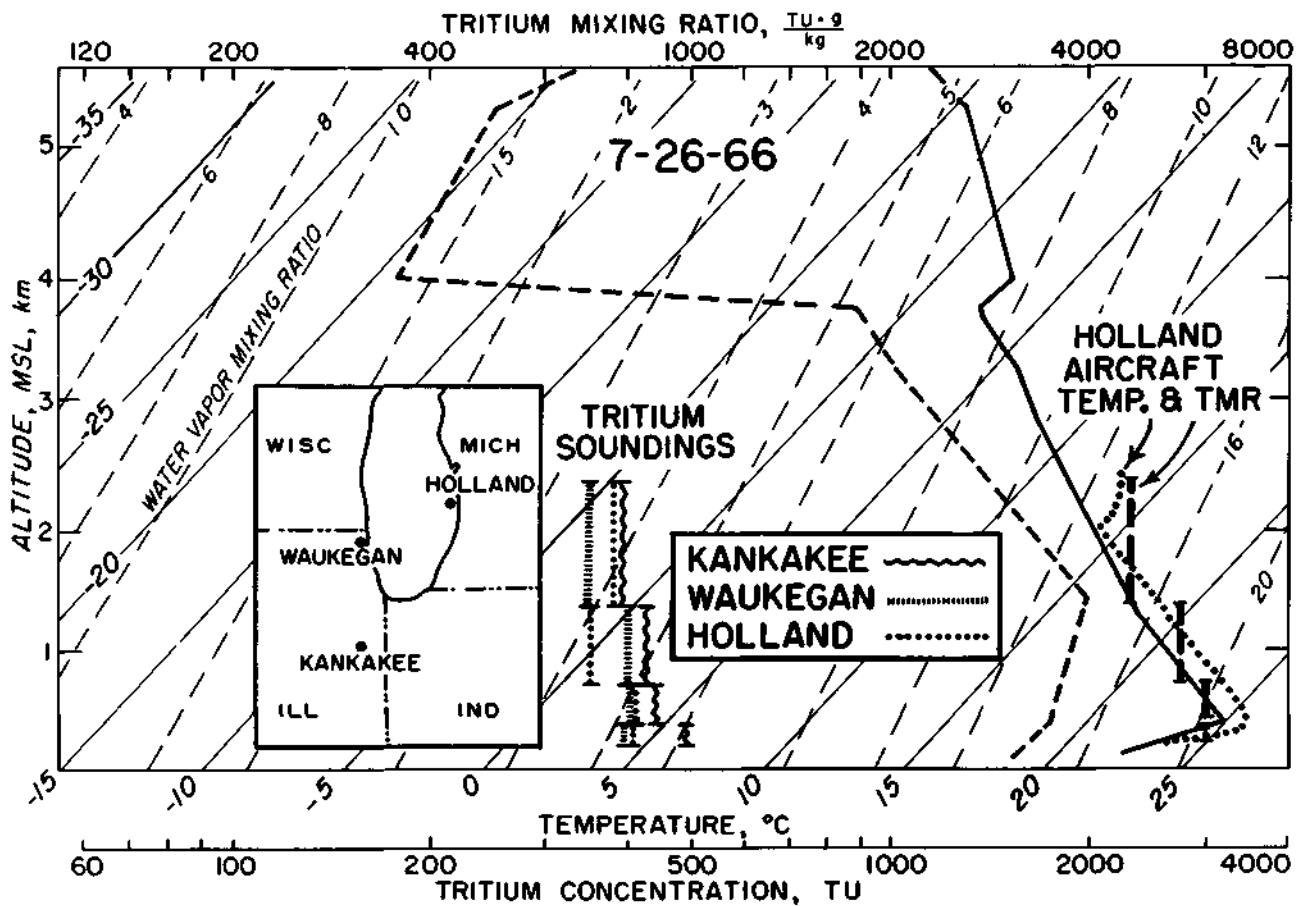 TRITIUM MIXING RATIO, TU·g/kg
120 200 400 1000 2000 4000 8000
-35 4 6 8 10 15 2 3 4 5 6 8 10 12
7-26-66
5
4
3
2
1
ALTITUDE, MSL, km
-30
-25
-20
WATER VAPOR MIXING RATIO
HOLLAND
AIRCRAFT
TEMP. & TMR
16
20
TRITIUM
SOUNDINGS
WISC MICH
HOLLAND
WAUKEGAN
KANKAKEE
ILL IND
KANKAKEE
WAUKEGAN
HOLLAND
-15 -10 -5 0 5 10 15 20 25
TEMPERATURE, °C
60 100 200 500 1000 2000 4000
TRITIUM CONCENTRATION, TU